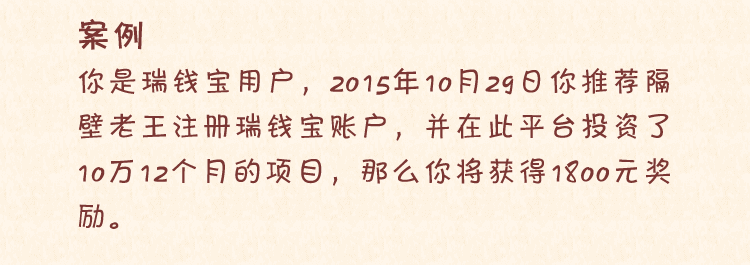 案例
你是瑞钱宝用户，2015年10月29日你推荐隔
壁老王注册瑞钱宝账户，并在此平台投资了
10万12个月的项目，那么你将获得1800元奖
励。